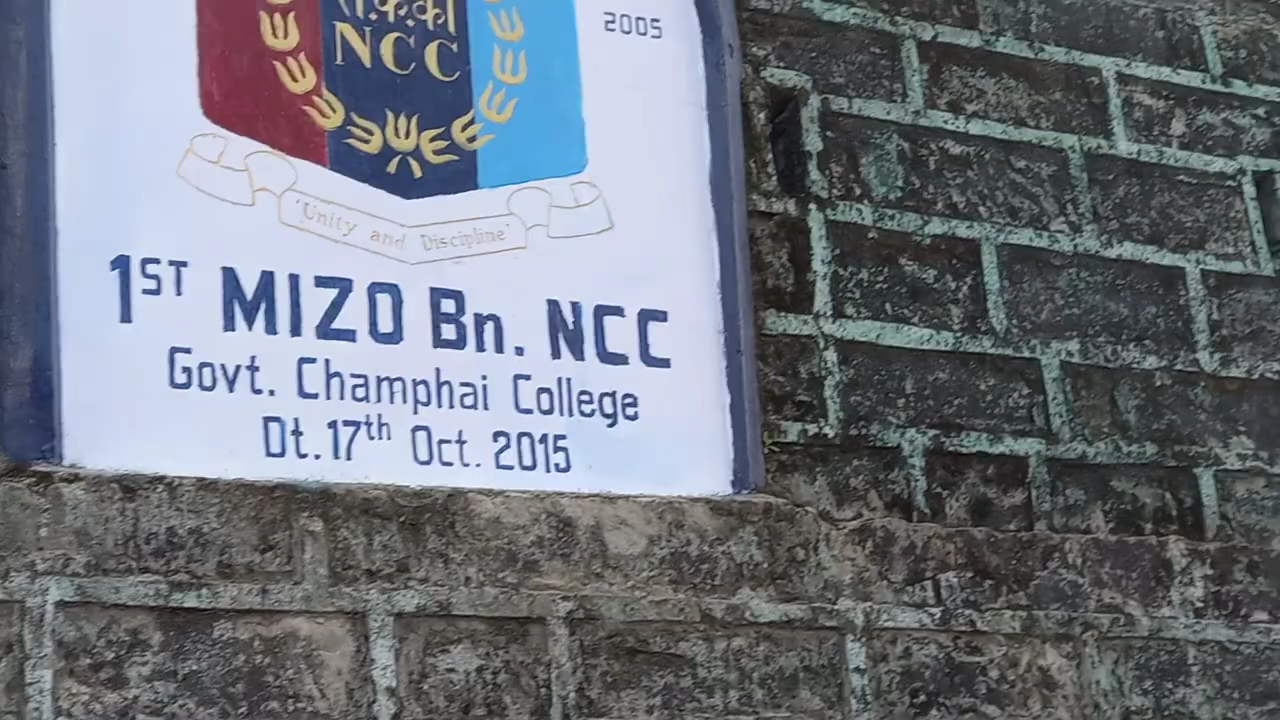 2005
रा.कै.को
NCC
'Unity and Discipline'
1ST MIZO Bn. NCC
Govt. Champhai College
Dt. 17th Oct. 2015